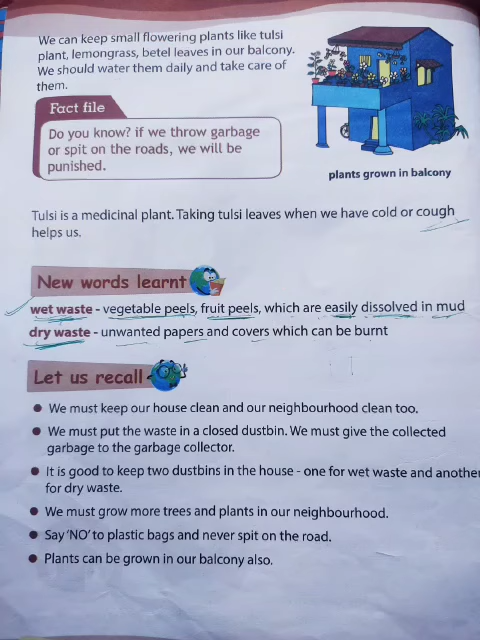 We can keep small flowering plants like tulsi
plant, lemongrass, betel leaves in our balcony.
We should water them daily and take care of
them.
Fact file
Do you know? if we throw garbage
or spit on the roads, we will be
punished.
plants grown in balcony
Tulsi is a medicinal plant. Taking tulsi leaves when we have cold or cough
helps us.
New words learnt
wet waste - vegetable peels, fruit peels, which are easily dissolved in mud
dry waste - unwanted papers and covers which can be burnt
Let us recall
● We must keep our house clean and our neighbourhood clean too.
● We must put the waste in a closed dustbin. We must give the collected
garbage to the garbage collector.
● It is good to keep two dustbins in the house - one for wet waste and anothe
for dry waste.
● We must grow more trees and plants in our neighbourhood.
● Say 'NO' to plastic bags and never spit on the road.
● Plants can be grown in our balcony also.